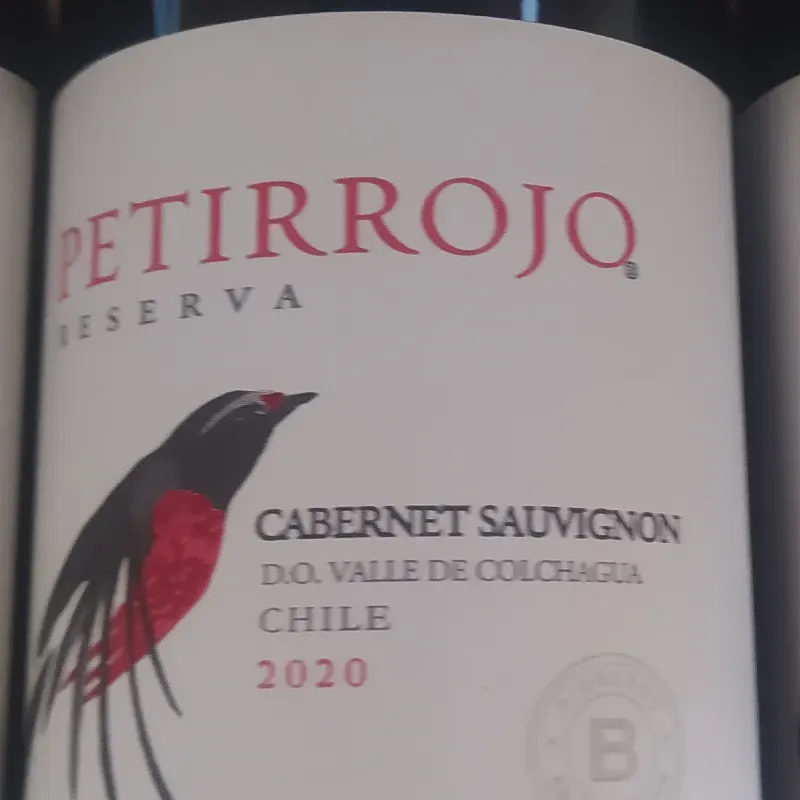 PETIRROJO®
RESERVA
CABERNET SAUVIGNON
D.O. VALLE DE COLCHAGUA
CHILE
2020
B